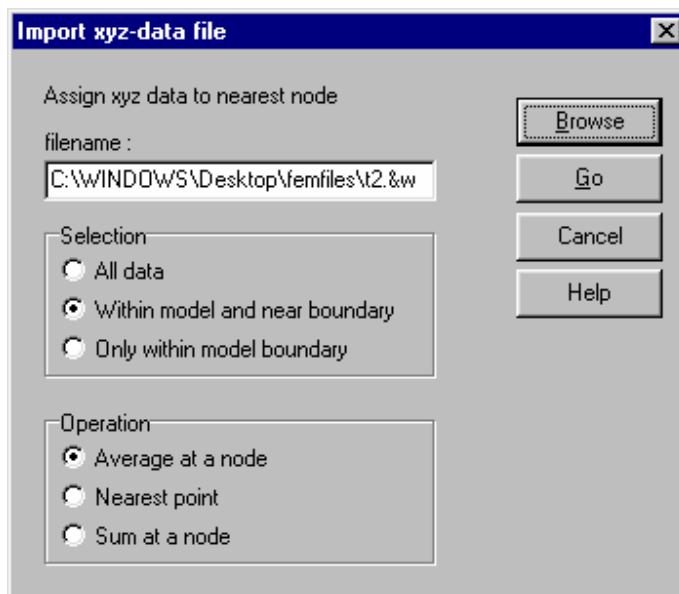 Import xyz-data file
Assign xyz data to nearest node
filename :
C:\WINDOWS\Desktop\femfiles\t2.&w
Selection
All data
Within model and near boundary
Only within model boundary
Operation
Average at a node
Nearest point
Sum at a node
Browse
Go
Cancel
Help